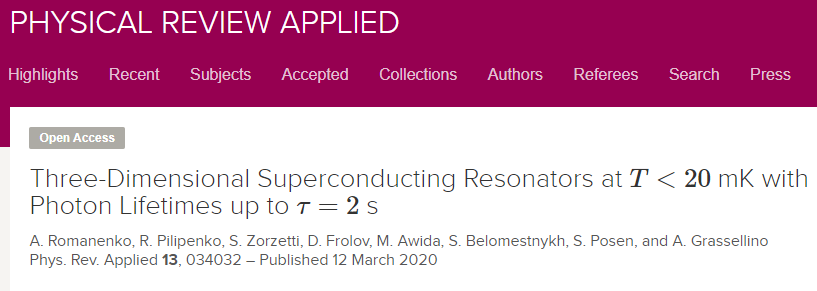 PHYSICAL REVIEW APPLIED
Highlights Recent Subjects Accepted Collections Authors Referees Search Press
Open Access
Three-Dimensional Superconducting Resonators at T < 20 mK with
Photon Lifetimes up to τ = 2 s
A. Romanenko, R. Pilipenko, S. Zorzetti, D. Frolov, M. Awida, S. Belomestnykh, S. Posen, and A. Grassellino
Phys. Rev. Applied 13, 034032 – Published 12 March 2020